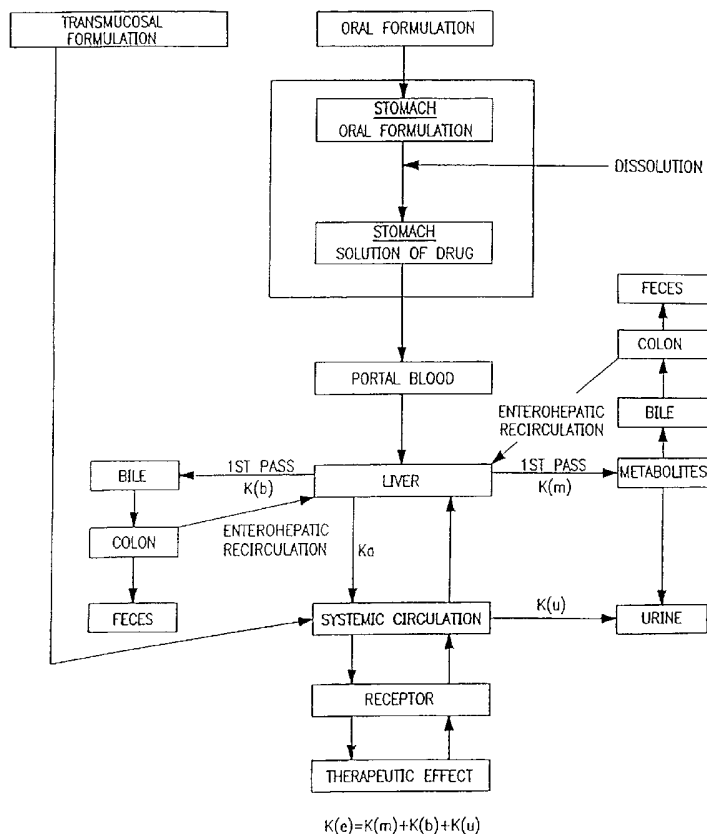 TRANSMUCOSAL
FORMULATION
ORAL FORMULATION
STOMACH
ORAL FORMULATION
DISSOLUTION
STOMACH
SOLUTION OF DRUG
FECES
COLON
PORTAL BLOOD
ENTEROHEPATIC
RECIRCULATION
BILE
BILE
1ST PASS
K(b)
LIVER
1ST PASS
K(m)
METABOLITES
COLON
ENTEROHEPATIC
RECIRCULATION
Ka
FECES
SYSTEMIC CIRCULATION
K(u)
URINE
RECEPTOR
THERAPEUTIC EFFECT
K(e)=K(m)+K(b)+K(u)